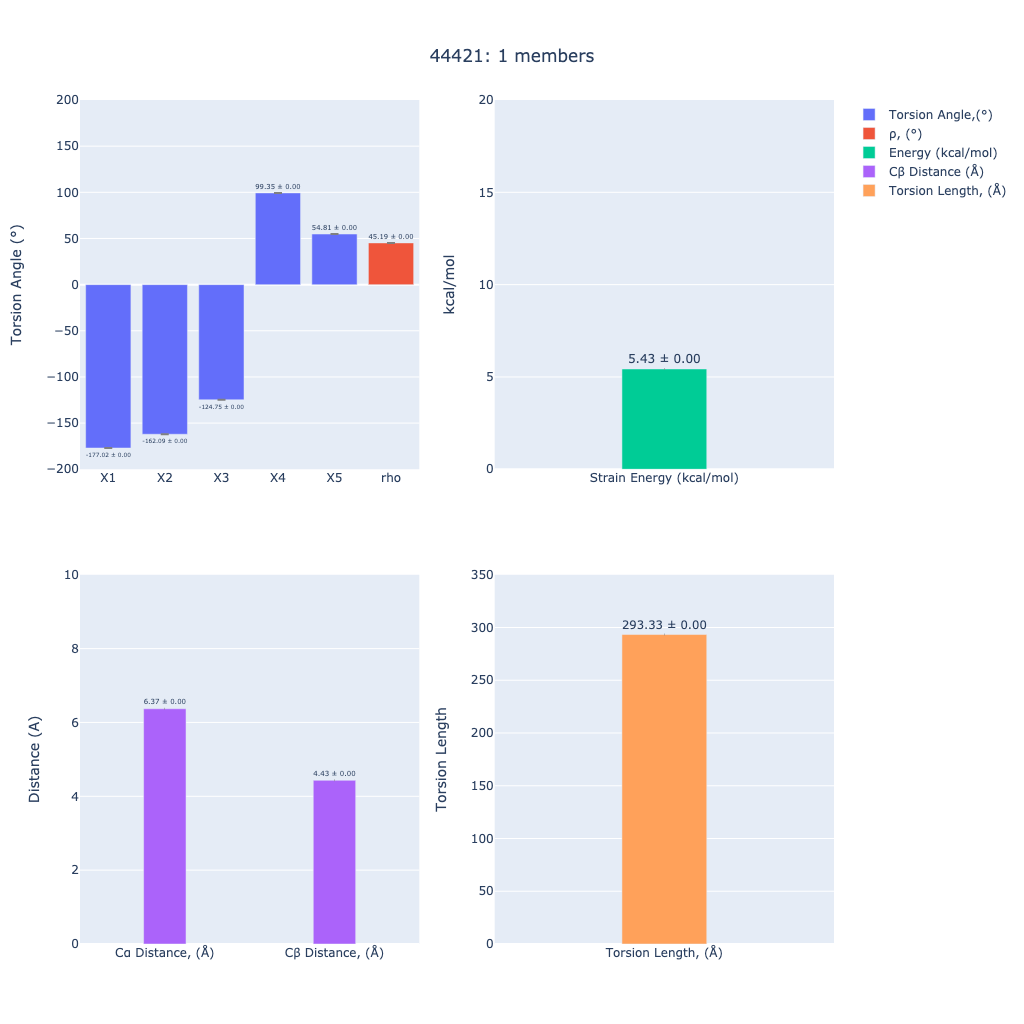 44421: 1 members
Torsion Angle (°)
200
150
100
50
0
−50
−100
−150
−200
99.35 ± 0.00
54.81 ± 0.00
45.19 ± 0.00
-124.75 ± 0.00
-162.09 ± 0.00
-177.02 ± 0.00
X1 X2 X3 X4 X5 rho
kcal/mol
20
15
10
5
0
5.43 ± 0.00
Strain Energy (kcal/mol)
Torsion Angle,(°)
ρ, (°)
Energy (kcal/mol)
Cβ Distance (Å)
Torsion Length, (Å)
Distance (A)
10
8
6
4
2
0
6.37 ± 0.00
4.43 ± 0.00
Cα Distance, (Å) Cβ Distance, (Å)
Torsion Length
350
300
250
200
150
100
50
0
293.33 ± 0.00
Torsion Length, (Å)